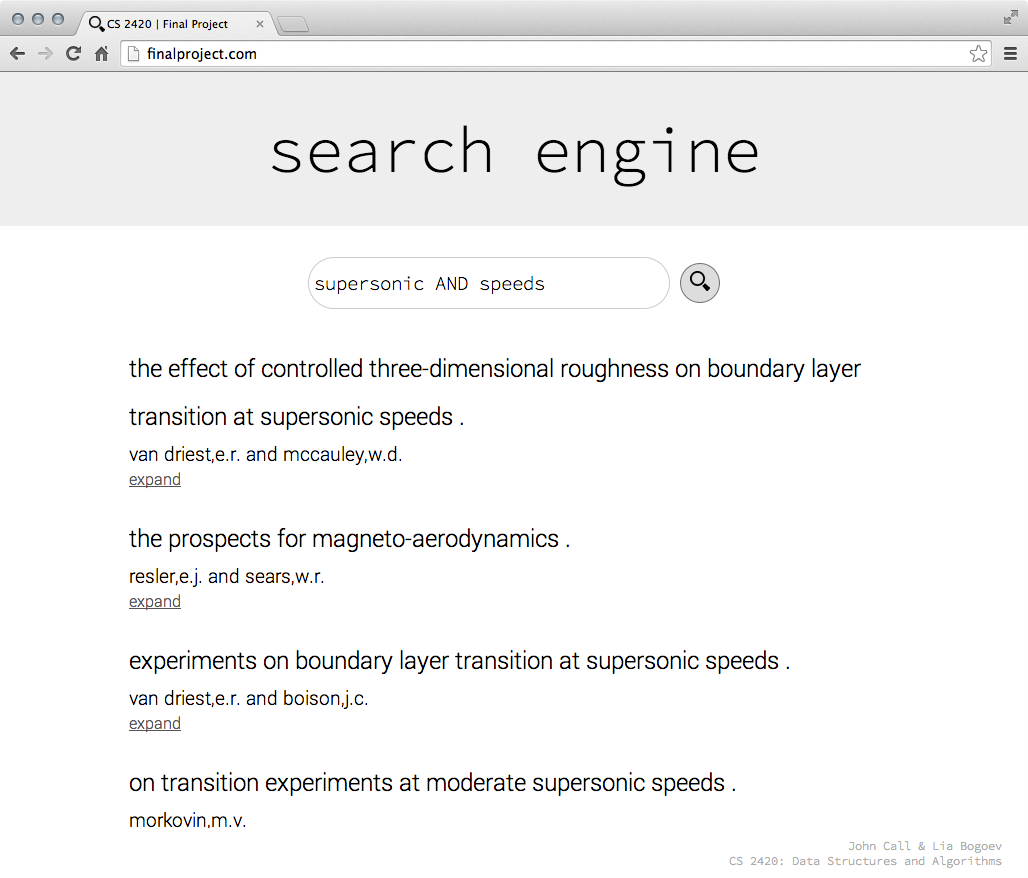 CS 2420 | Final Project
finalproject.com
search engine
supersonic AND speeds
the effect of controlled three-dimensional roughness on boundary layer
transition at supersonic speeds .
van driest,e.r. and mccauley,w.d.
expand
the prospects for magneto-aerodynamics .
resler,e.j. and sears,w.r.
expand
experiments on boundary layer transition at supersonic speeds .
van driest,e.r. and boison,j.c.
expand
on transition experiments at moderate supersonic speeds .
morkovin,m.v.
John Call & Lia Bogoev
CS 2420: Data Structures and Algorithms